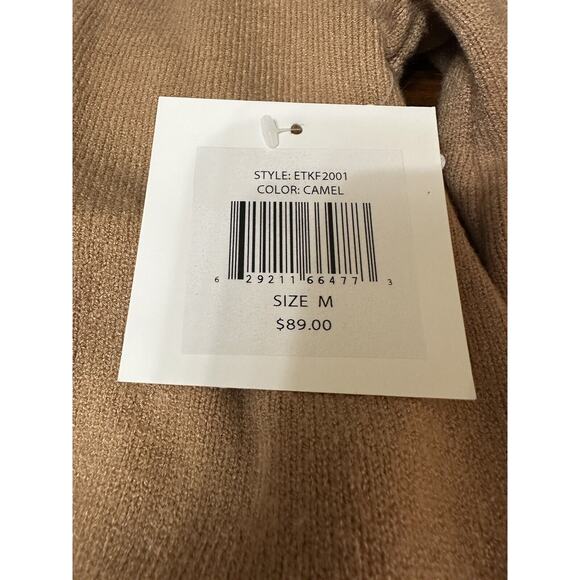 STYLE: ETKF2001
COLOR: CAMEL
6 29211 66477 3
SIZE M
$89.00